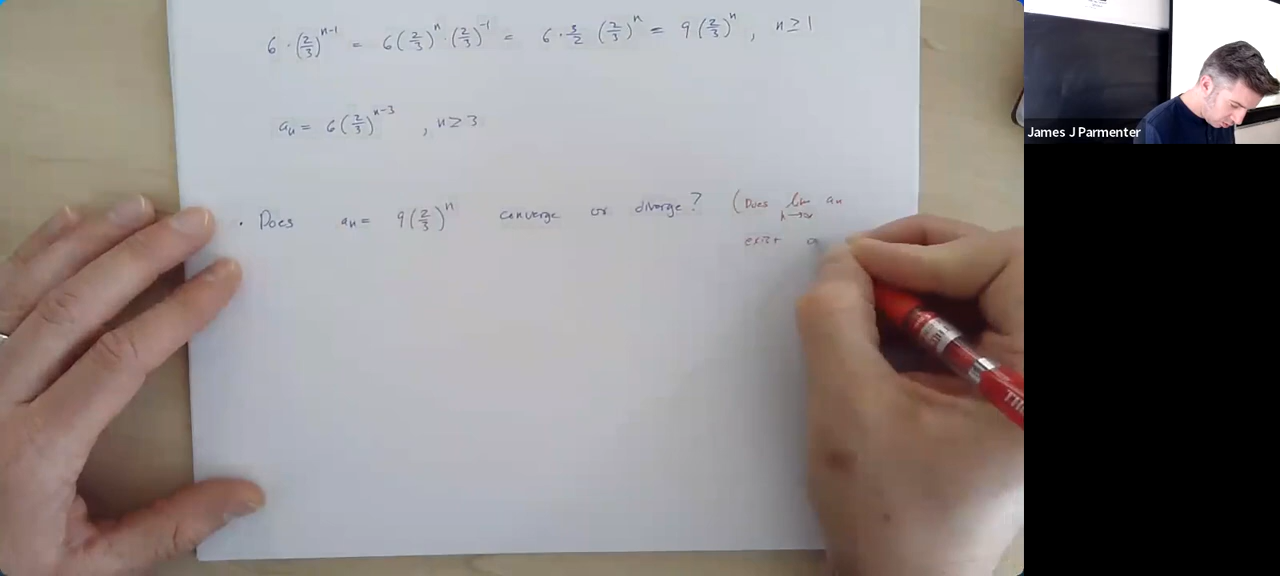 6 · (2/3)^{n-1} = 6 (2/3)^n · (2/3)^{-1} = 6 · 3/2 (2/3)^n = 9 (2/3)^n , n ≥ 1
a_n = 6 (2/3)^{n-3} , n ≥ 3
· Does a_n = 9 (2/3)^n converge or diverge? (Does lim n→∞ a_n
exist
James J Parmenter